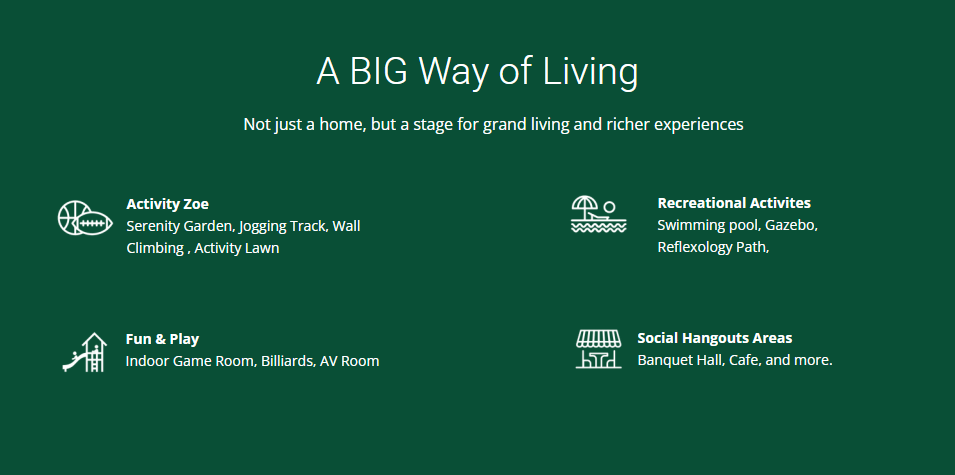 A BIG Way of Living
Not just a home, but a stage for grand living and richer experiences
Activity Zoe
Serenity Garden, Jogging Track, Wall
Climbing , Activity Lawn
Recreational Activites
Swimming pool, Gazebo,
Reflexology Path,
Fun & Play
Indoor Game Room, Billiards, AV Room
Social Hangouts Areas
Banquet Hall, Cafe, and more.